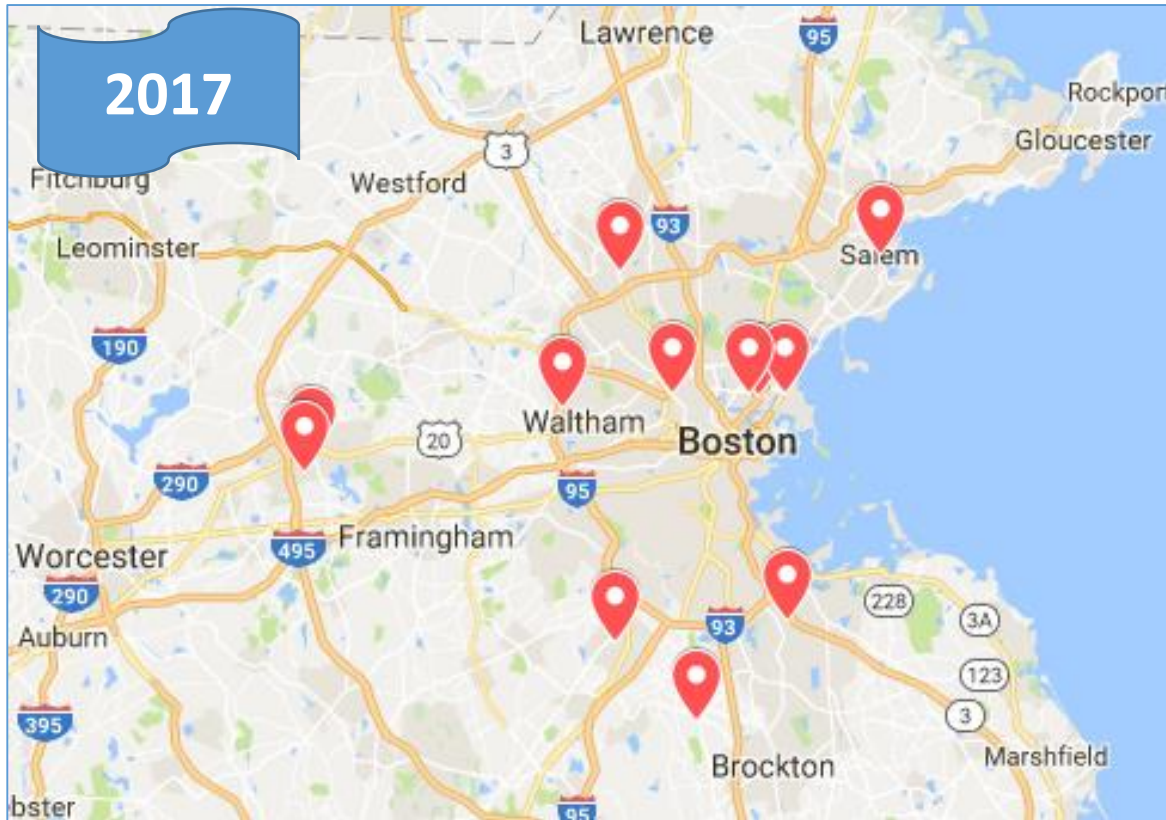 2017
Lawrence
95
Rockport
Gloucester
3
Fitchburg
Westford
93
Leominster
Salem
190
Waltham
20
Boston
290
95
Framingham
495
Worcester
290
228
3A
93
Auburn
123
395
3
Marshfield
Brockton
bster
95